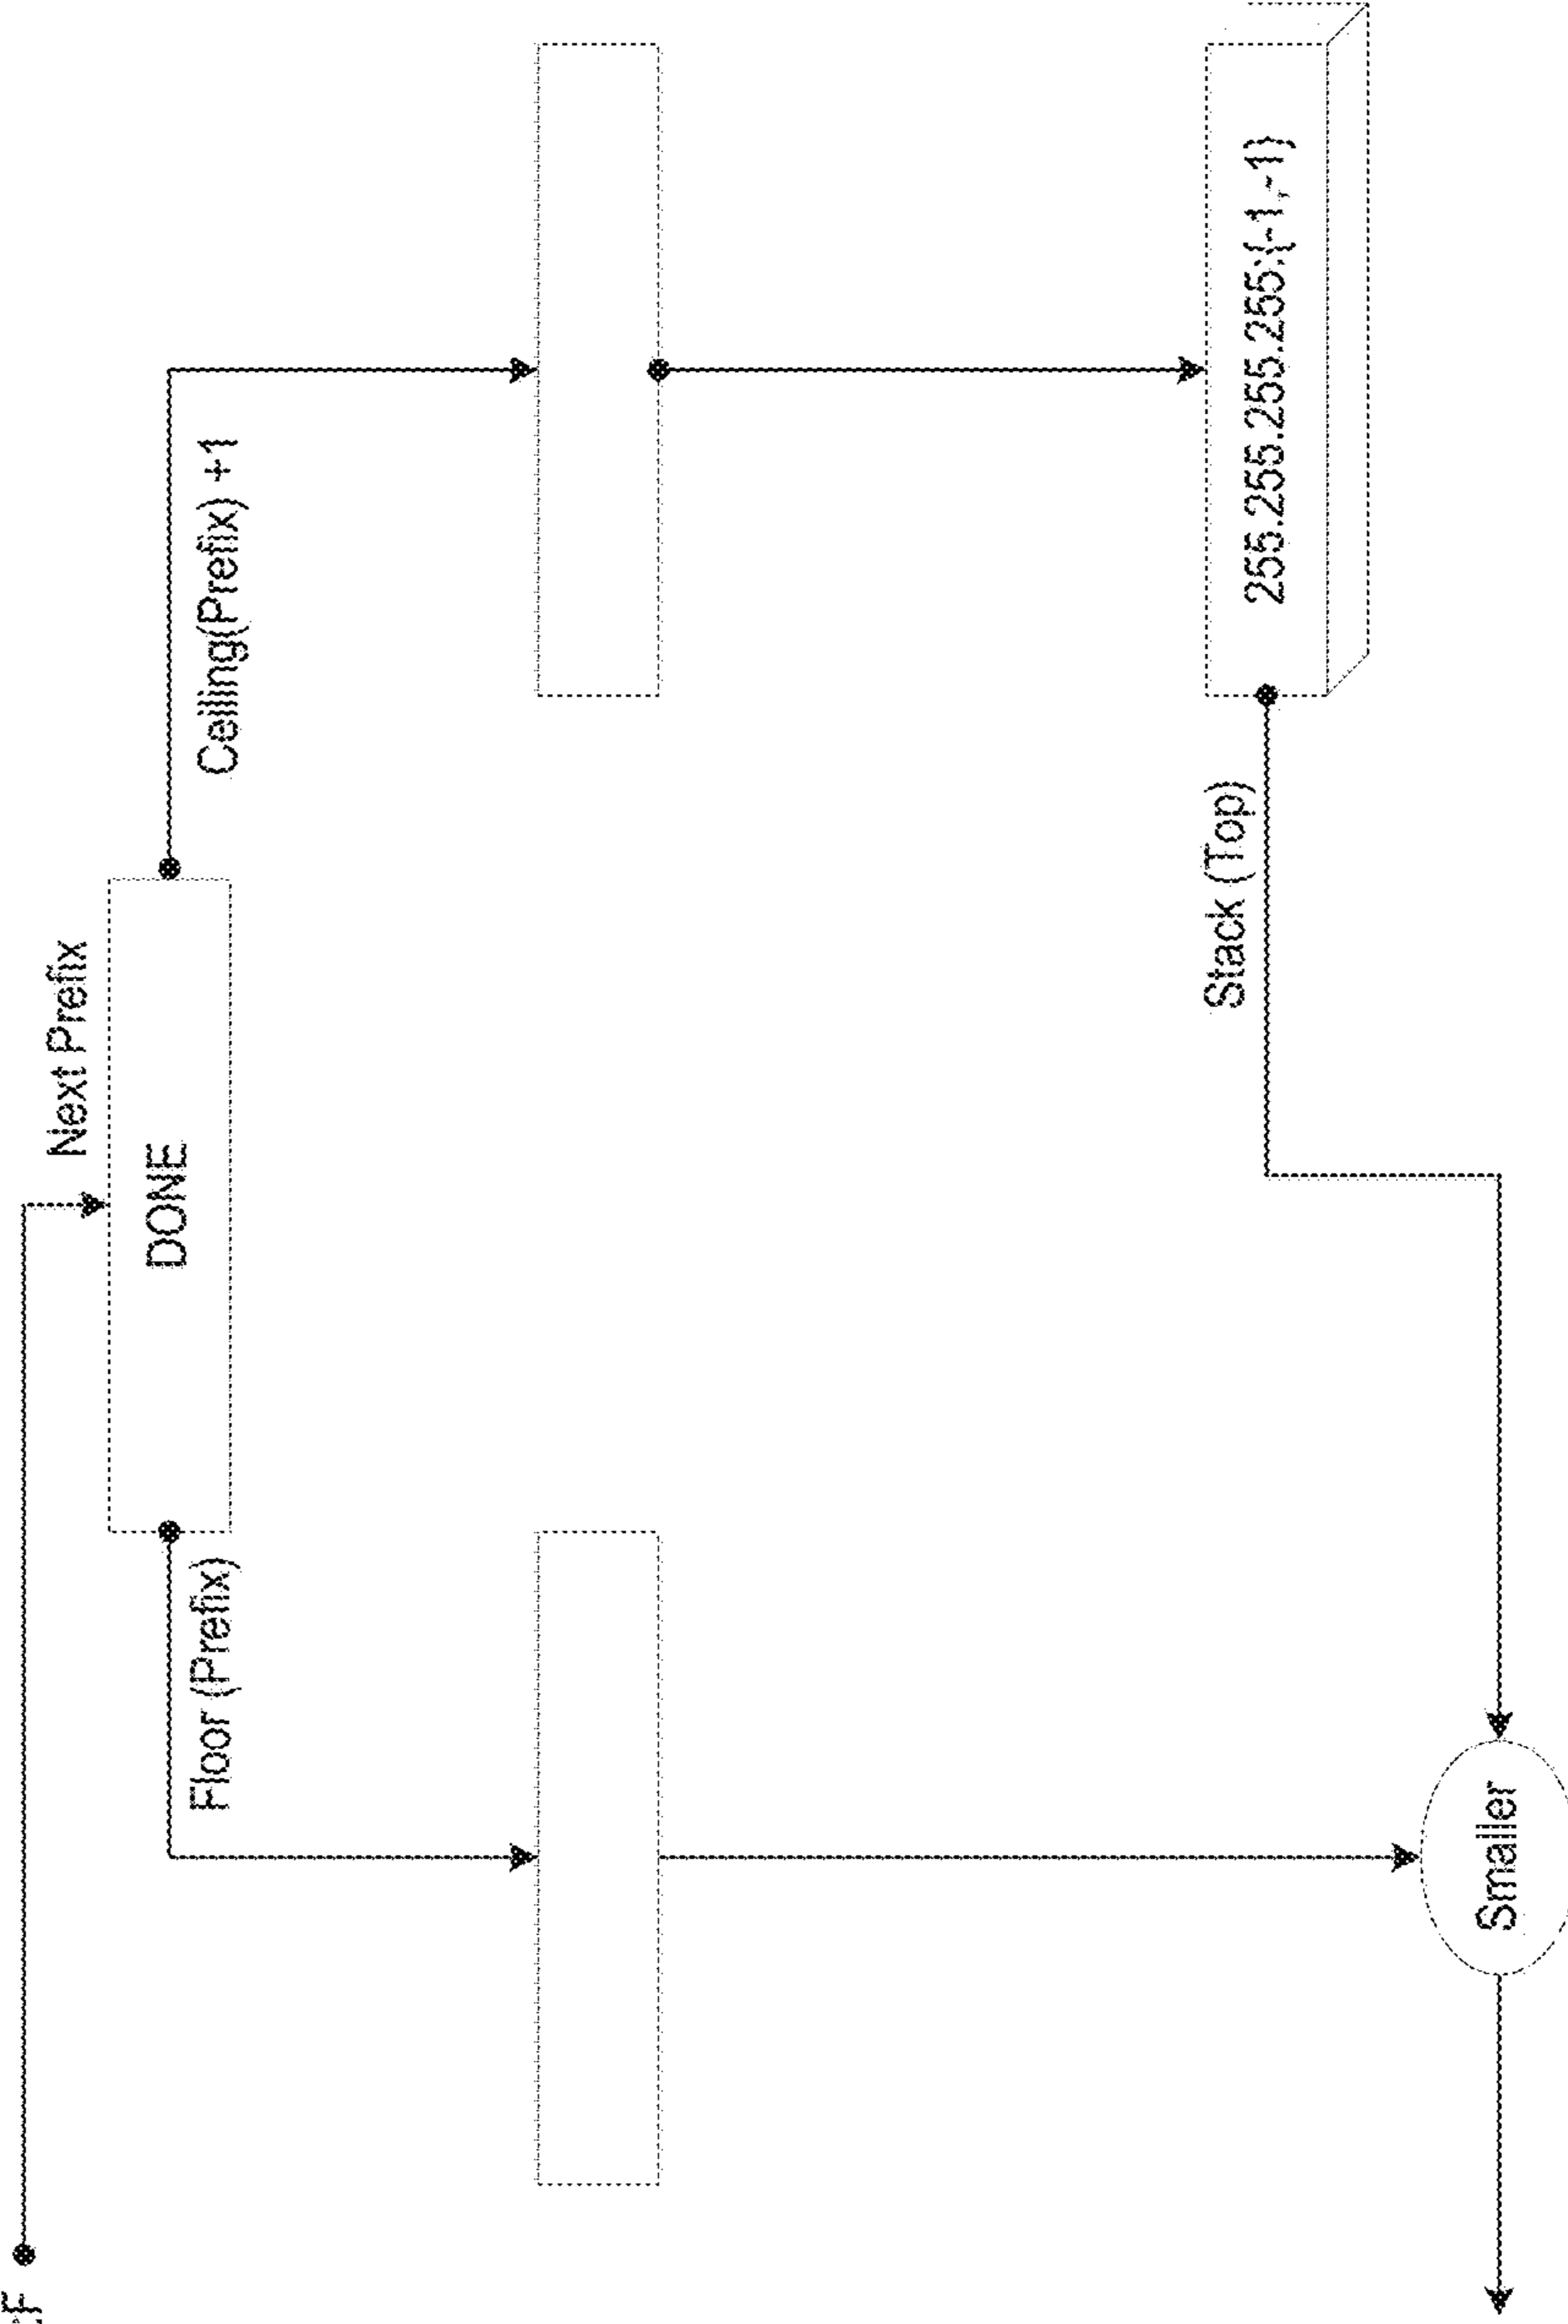 Next Prefix
DONE
Floor (Prefix)
Ceiling(Prefix) +1
Stack (Top)
255.255.255.255:{-1,-1}
Smaller